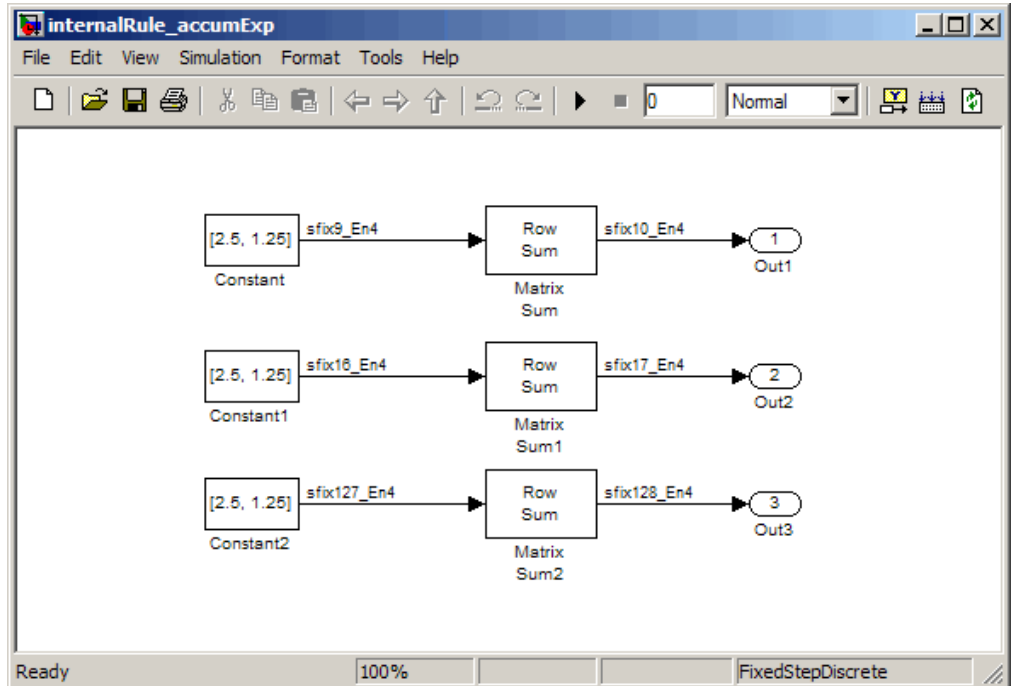 internalRule_accumExp
File Edit View Simulation Format Tools Help
0 Normal
[2.5, 1.25] sfix9_En4 Row Sum sfix10_En4 1
Constant Matrix Sum Out1
[2.5, 1.25] sfix16_En4 Row Sum sfix17_En4 2
Constant1 Matrix Sum1 Out2
[2.5, 1.25] sfix127_En4 Row Sum sfix128_En4 3
Constant2 Matrix Sum2 Out3
Ready 100% FixedStepDiscrete